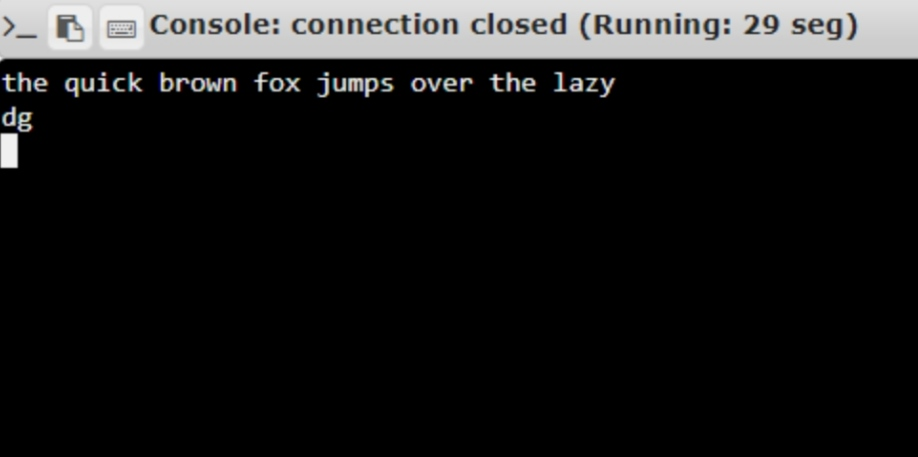 >_ Console: connection closed (Running: 29 seg)
the quick brown fox jumps over the lazy
dg